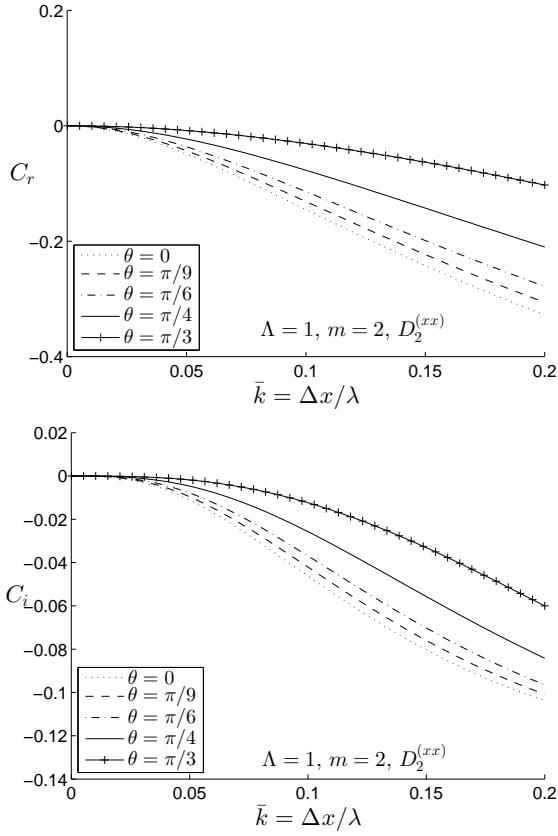 0.2
0
C_r
-0.2
θ = 0
θ = π/9
θ = π/6
θ = π/4
θ = π/3
Λ = 1, m = 2, D_2^{(xx)}
-0.4
0 0.05 0.1 0.15 0.2
k̄ = Δx/λ
0.02
0
-0.02
-0.04
C_i
-0.06
-0.08
-0.1
-0.12
-0.14
θ = 0
θ = π/9
θ = π/6
θ = π/4
θ = π/3
Λ = 1, m = 2, D_2^{(xx)}
0 0.05 0.1 0.15 0.2
k̄ = Δx/λ